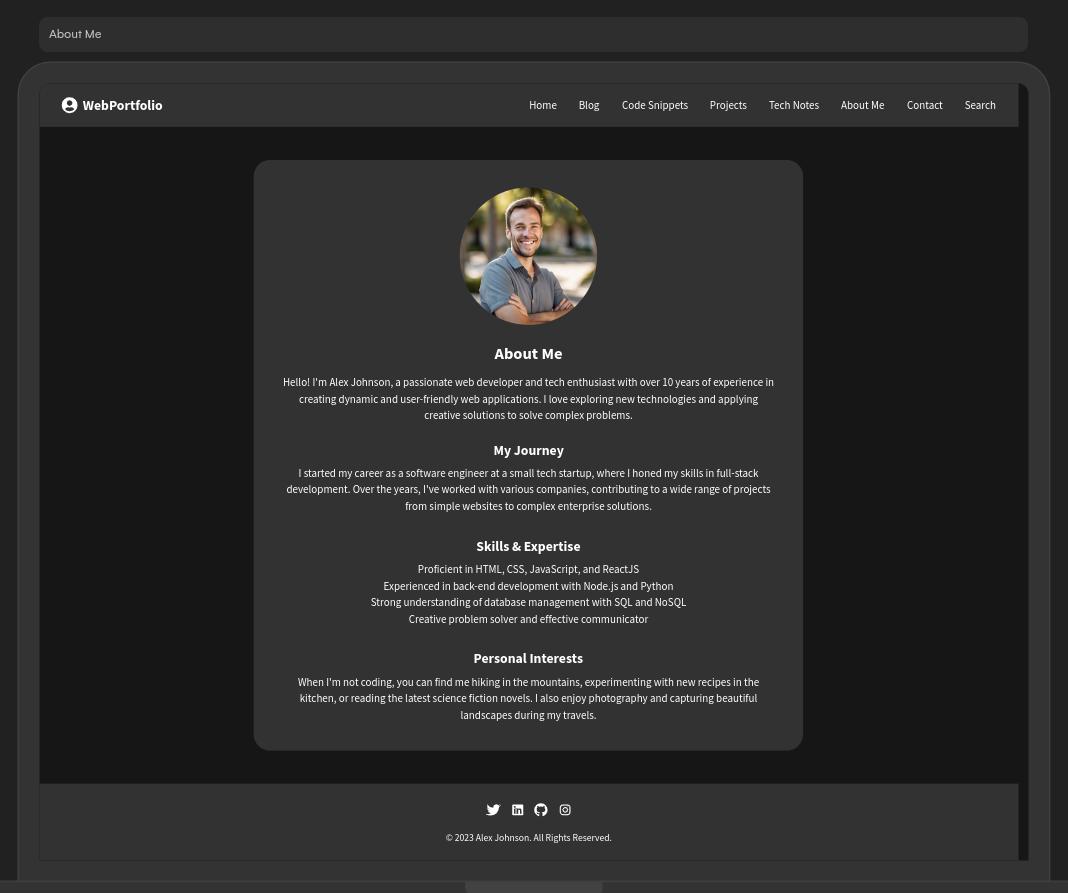 About Me
WebPortfolio
Home Blog Code Snippets Projects Tech Notes About Me Contact Search
About Me
Hello! I'm Alex Johnson, a passionate web developer and tech enthusiast with over 10 years of experience in
creating dynamic and user-friendly web applications. I love exploring new technologies and applying
creative solutions to solve complex problems.
My Journey
I started my career as a software engineer at a small tech startup, where I honed my skills in full-stack
development. Over the years, I've worked with various companies, contributing to a wide range of projects
from simple websites to complex enterprise solutions.
Skills & Expertise
Proficient in HTML, CSS, JavaScript, and ReactJS
Experienced in back-end development with Node.js and Python
Strong understanding of database management with SQL and NoSQL
Creative problem solver and effective communicator
Personal Interests
When I'm not coding, you can find me hiking in the mountains, experimenting with new recipes in the
kitchen, or reading the latest science fiction novels. I also enjoy photography and capturing beautiful
landscapes during my travels.
© 2023 Alex Johnson. All Rights Reserved.